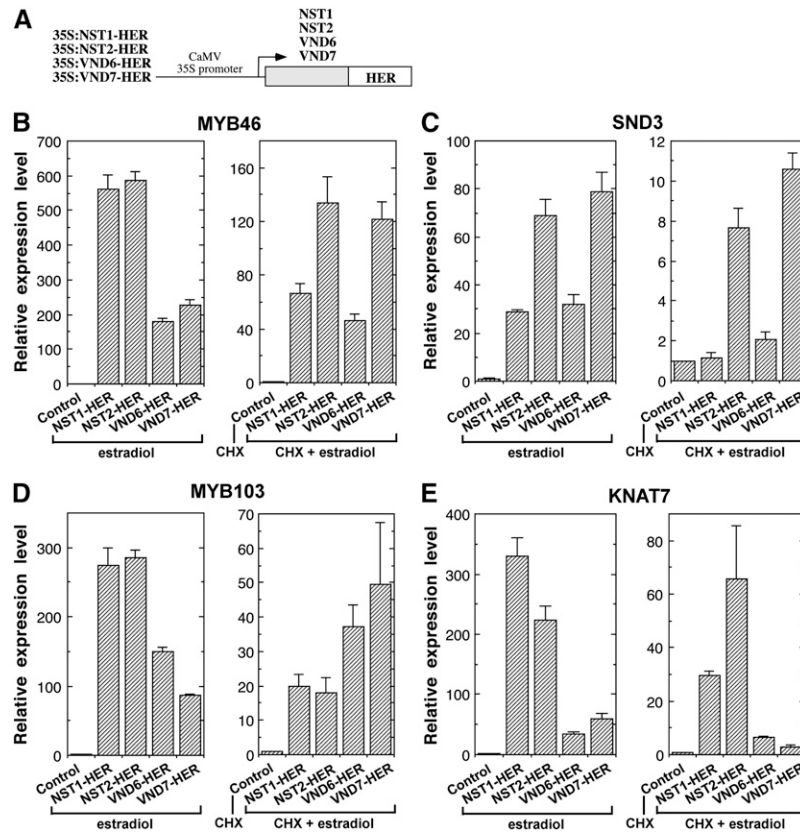 A
35S:NST1-HER
35S:NST2-HER
35S:VND6-HER
35S:VND7-HER
CaMV
35S promoter
NST1
NST2
VND6
VND7
HER
B
MYB46
Relative expression level
700
600
500
400
300
200
100
0
Control
NST1-HER
NST2-HER
VND6-HER
VND7-HER
estradiol
160
120
80
40
0
Control
NST1-HER
NST2-HER
VND6-HER
VND7-HER
CHX
CHX + estradiol
C
SND3
Relative expression level
100
80
60
40
20
0
Control
NST1-HER
NST2-HER
VND6-HER
VND7-HER
estradiol
12
10
8
6
4
2
0
Control
NST1-HER
NST2-HER
VND6-HER
VND7-HER
CHX
CHX + estradiol
D
MYB103
Relative expression level
300
200
100
0
Control
NST1-HER
NST2-HER
VND6-HER
VND7-HER
estradiol
70
60
50
40
30
20
10
0
Control
NST1-HER
NST2-HER
VND6-HER
VND7-HER
CHX
CHX + estradiol
E
KNAT7
Relative expression level
400
300
200
100
0
Control
NST1-HER
NST2-HER
VND6-HER
VND7-HER
estradiol
80
60
40
20
0
Control
NST1-HER
NST2-HER
VND6-HER
VND7-HER
CHX
CHX + estradiol